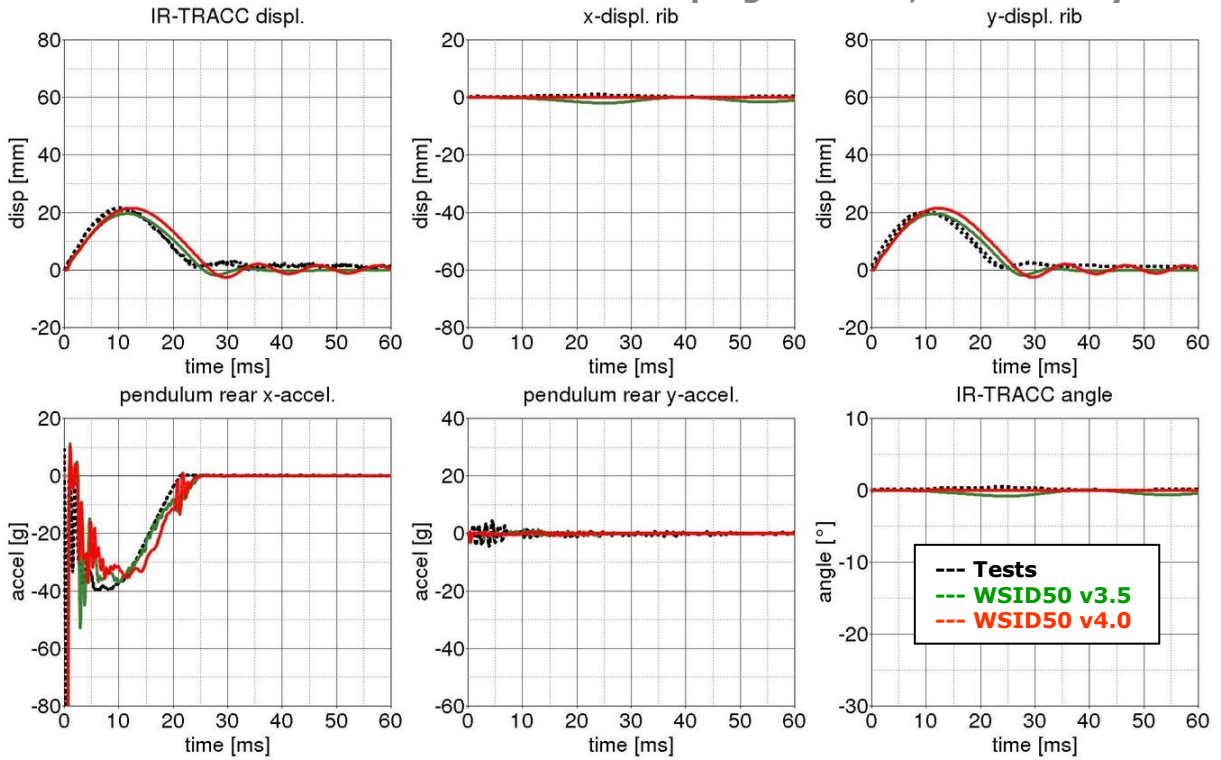 IR-TRACC displ.
x-displ. rib
y-displ. rib
80
60
40
20
0
-20
disp [mm]
0 10 20 30 40 50 60
time [ms]
20
0
-20
-40
-60
-80
disp [mm]
0 10 20 30 40 50 60
time [ms]
80
60
40
20
0
-20
disp [mm]
0 10 20 30 40 50 60
time [ms]
pendulum rear x-accel.
pendulum rear y-accel.
IR-TRACC angle
20
0
-20
-40
-60
-80
accel [g]
0 10 20 30 40 50 60
time [ms]
40
20
0
-20
-40
-60
accel [g]
0 10 20 30 40 50 60
time [ms]
10
0
-10
-20
-30
angle [°]
0 10 20 30 40 50 60
time [ms]
Tests
WSID50 v3.5
WSID50 v4.0